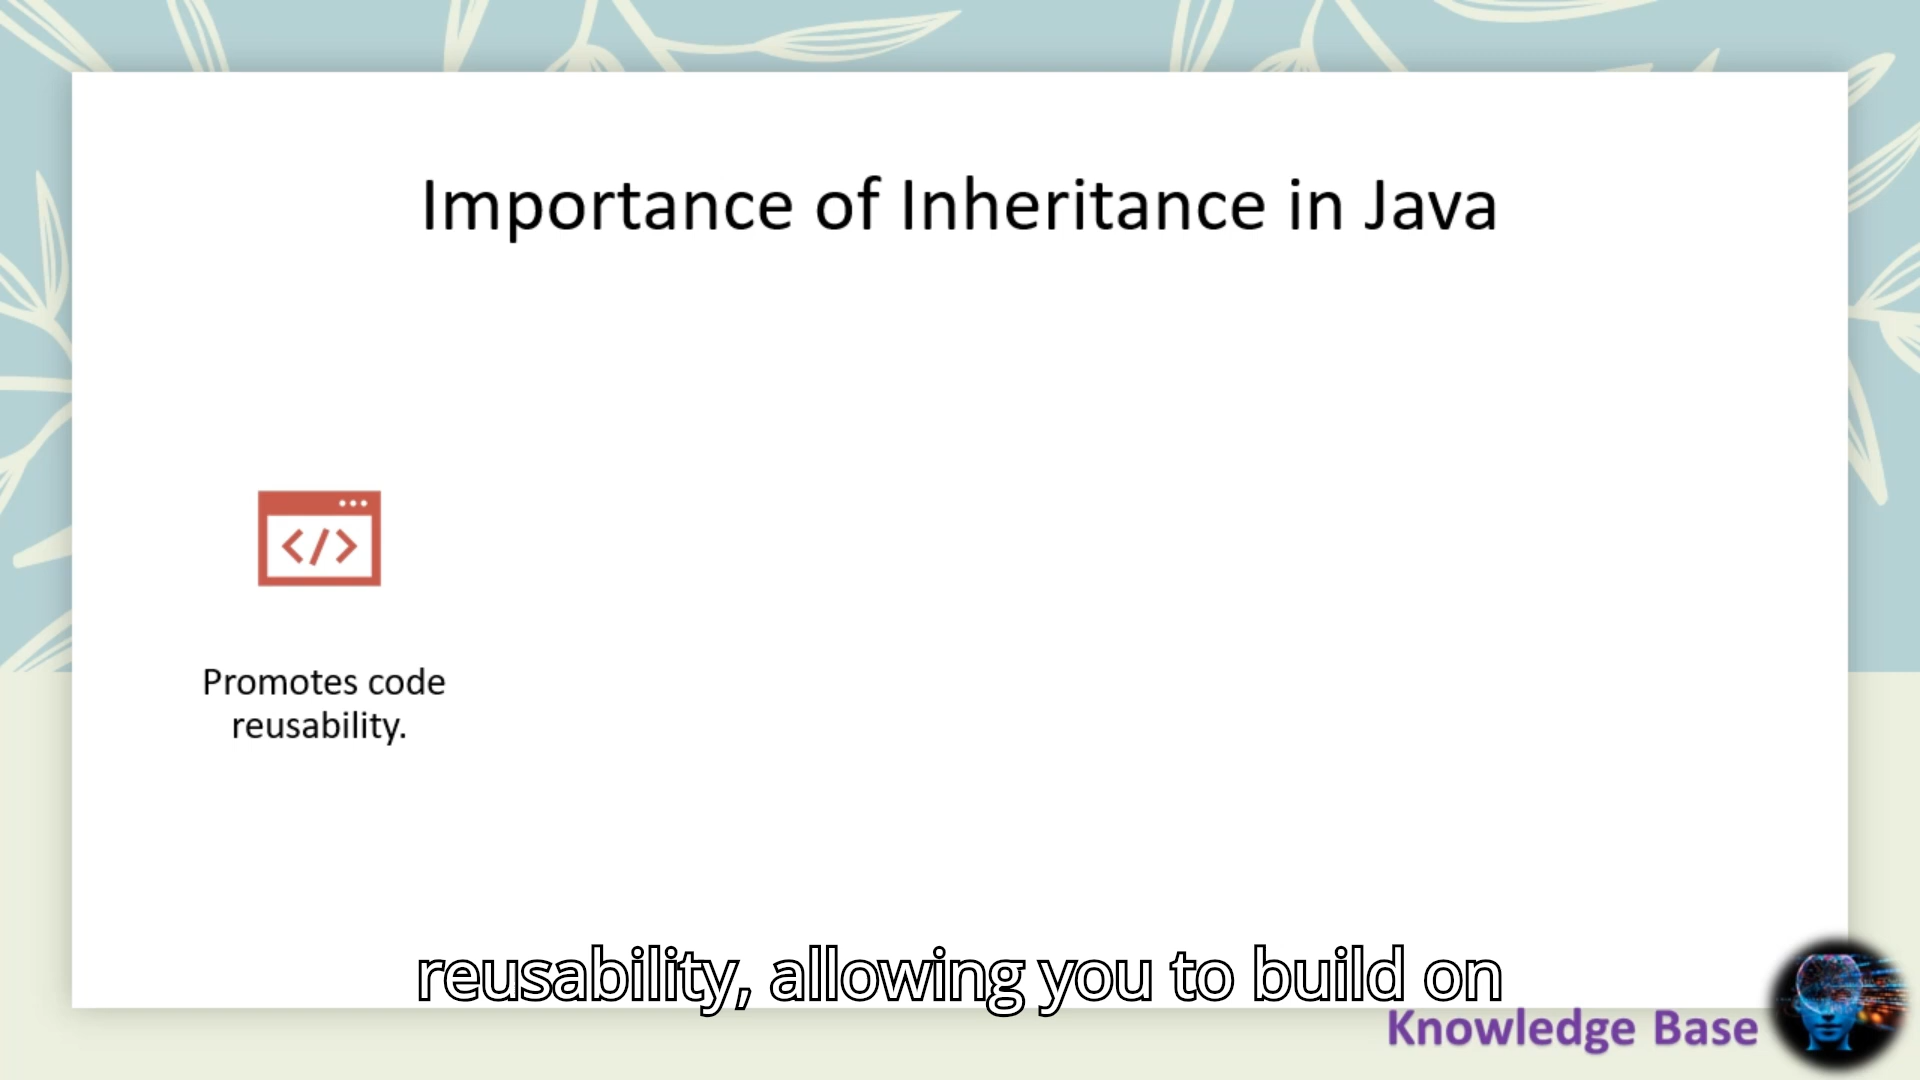 Importance of Inheritance in Java
</>
Promotes code
reusability.
reusability, allowing you to build on
Knowledge Base